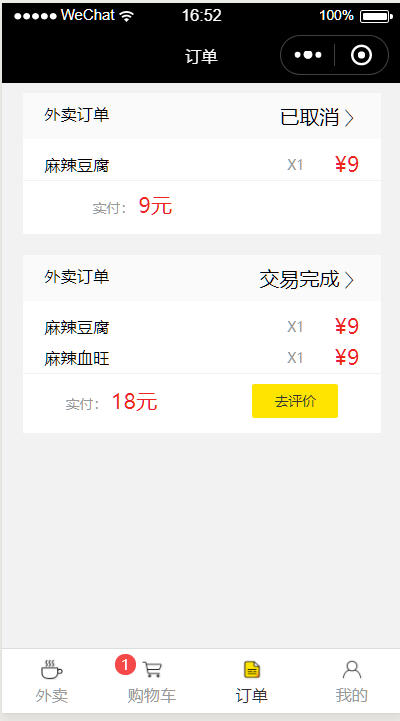 ●●●●● WeChat 16:52 100%
订单
外卖订单 已取消
麻辣豆腐 X1 ¥9
实付： 9元
外卖订单 交易完成
麻辣豆腐 X1 ¥9
麻辣血旺 X1 ¥9
实付： 18元 去评价
1
外卖 购物车 订单 我的